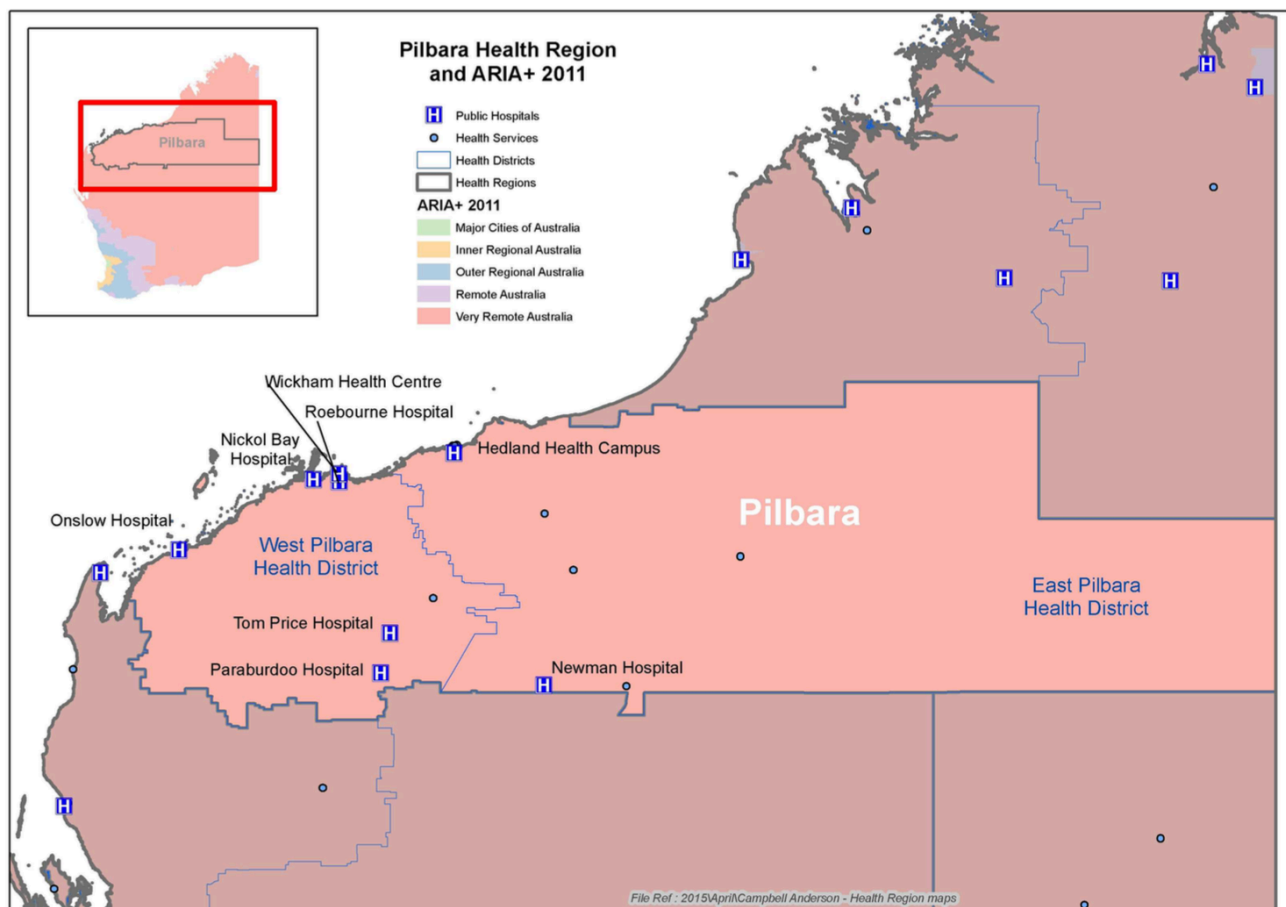 Pilbara Health Region
and ARIA+ 2011
H
Public Hospitals
Health Services
Health Districts
Health Regions
ARIA+ 2011
Major Cities of Australia
Inner Regional Australia
Outer Regional Australia
Remote Australia
Very Remote Australia
Pilbara
H
H
H
H
H
H
Wickham Health Centre
Roebourne Hospital
Nickol Bay
Hospital
H
H
H
H
Hedland Health Campus
Onslow Hospital
H
H
West Pilbara
Health District
Pilbara
East Pilbara
Health District
Tom Price Hospital
H
Paraburdoo Hospital
H
Newman Hospital
H
H
File Ref : 2015\April\Campbell Anderson - Health Region maps